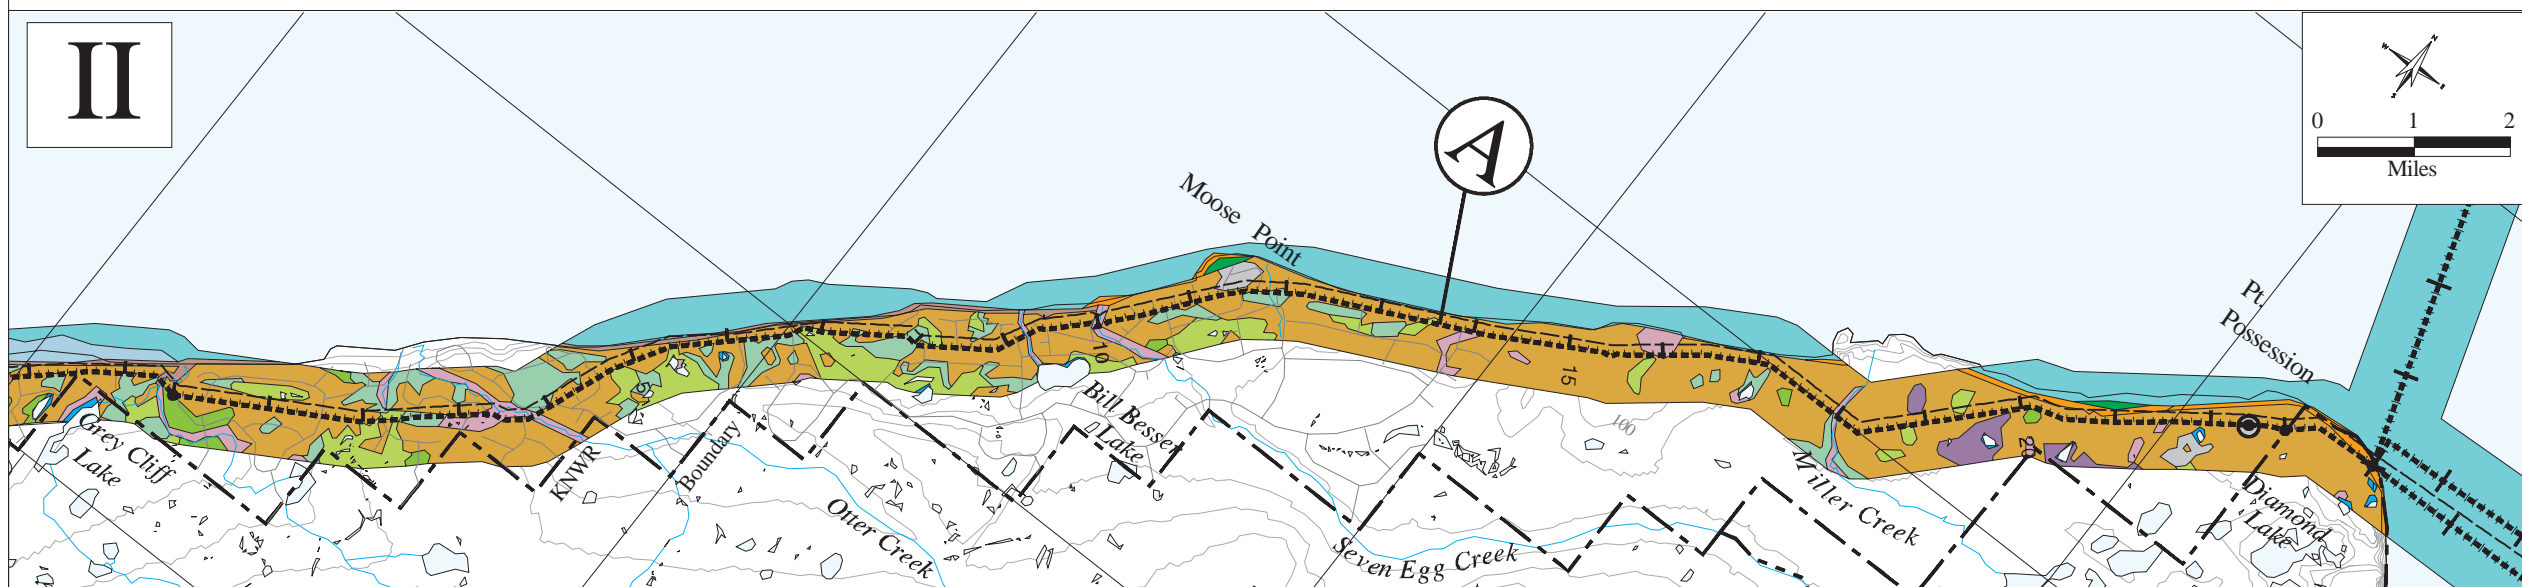 II
N
W
E
S
0 1 2
Miles
A
Moose Point
Pt.
Possession
5
10
15
20
100
Grey Cliff
Lake
KNWR
Boundary
Otter Creek
Bill Besser
Lake
Seven Egg Creek
Miller Creek
Diamond
Lake